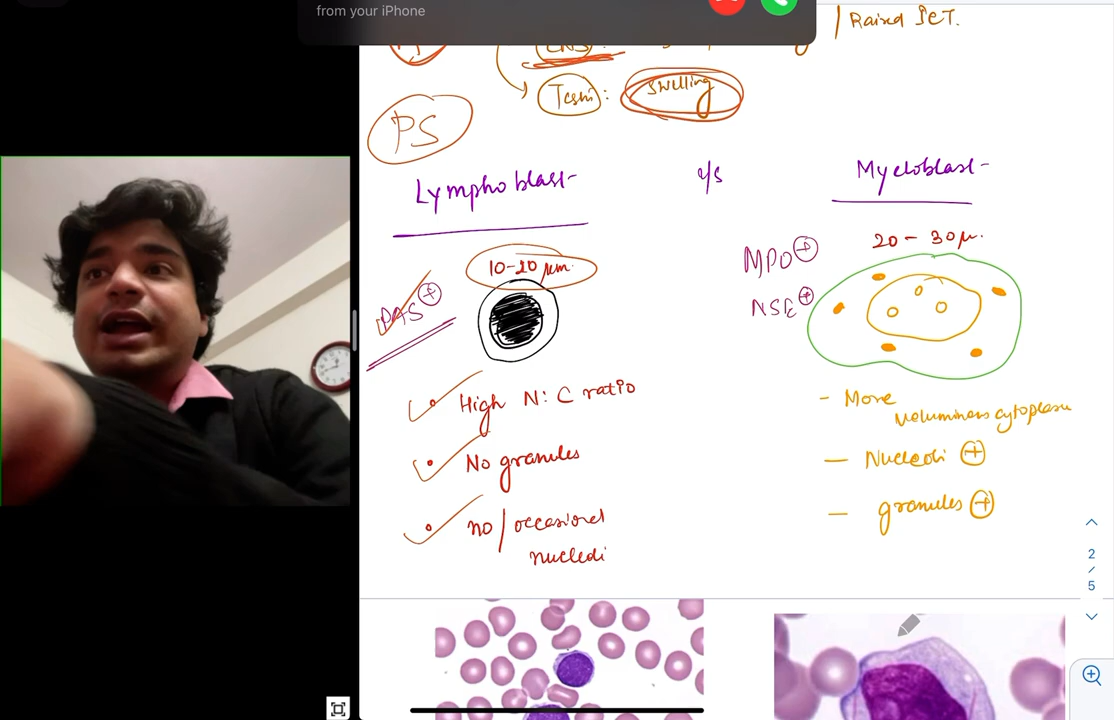 from your iPhone
Raised ICT.
CNS :
Testi : swelling
PS
Lymphoblast- v/s Myeloblast-
10-20 μm.
PAS +
High N:C ratio
No granules
no/occasional
nucleoli
20-30μ.
MPO +
NSE +
- More
voluminous cytoplasm
- Nucleoli +
- granules +
2
/
5